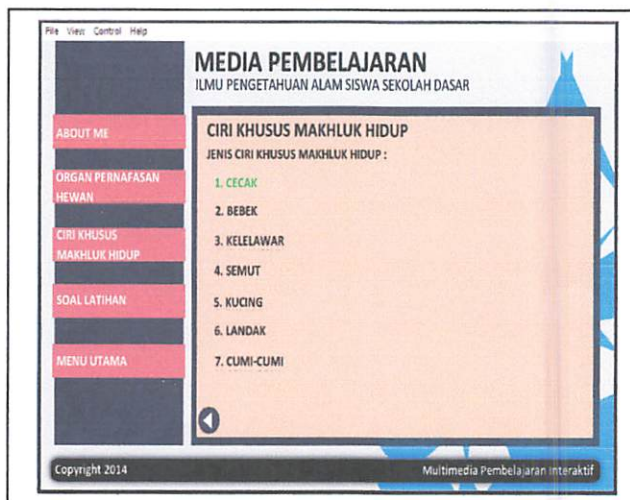 File View Control Help
MEDIA PEMBELAJARAN
ILMU PENGETAHUAN ALAM SISWA SEKOLAH DASAR
ABOUT ME
ORGAN PERNAFASAN
HEWAN
CIRI KHUSUS
MAKHLUK HIDUP
SOAL LATIHAN
MENU UTAMA
CIRI KHUSUS MAKHLUK HIDUP
JENIS CIRI KHUSUS MAKHLUK HIDUP :
1. CECAK
2. BEBEK
3. KELELAWAR
4. SEMUT
5. KUCING
6. LANDAK
7. CUMI-CUMI
Copyright 2014
Multimedia Pembelajaran Interaktif